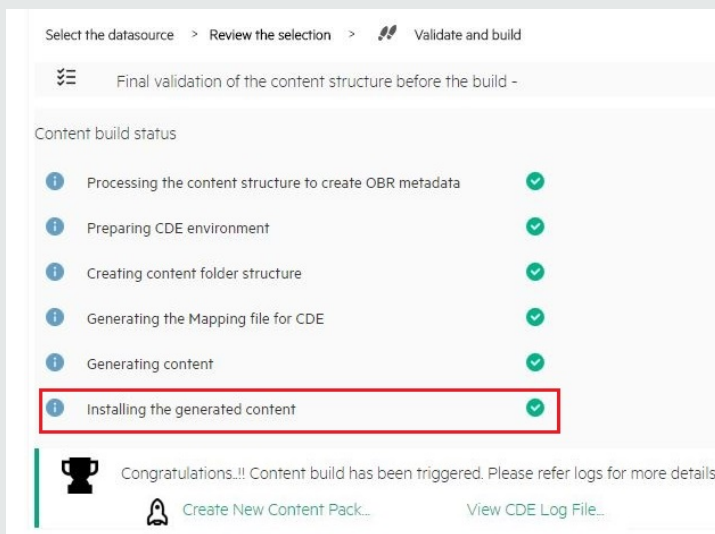 Select the datasource > Review the selection > Validate and build
Final validation of the content structure before the build -
Content build status
Processing the content structure to create OBR metadata
Preparing CDE environment
Creating content folder structure
Generating the Mapping file for CDE
Generating content
Installing the generated content
Congratulations..!! Content build has been triggered. Please refer logs for more details
Create New Content Pack... View CDE Log File...